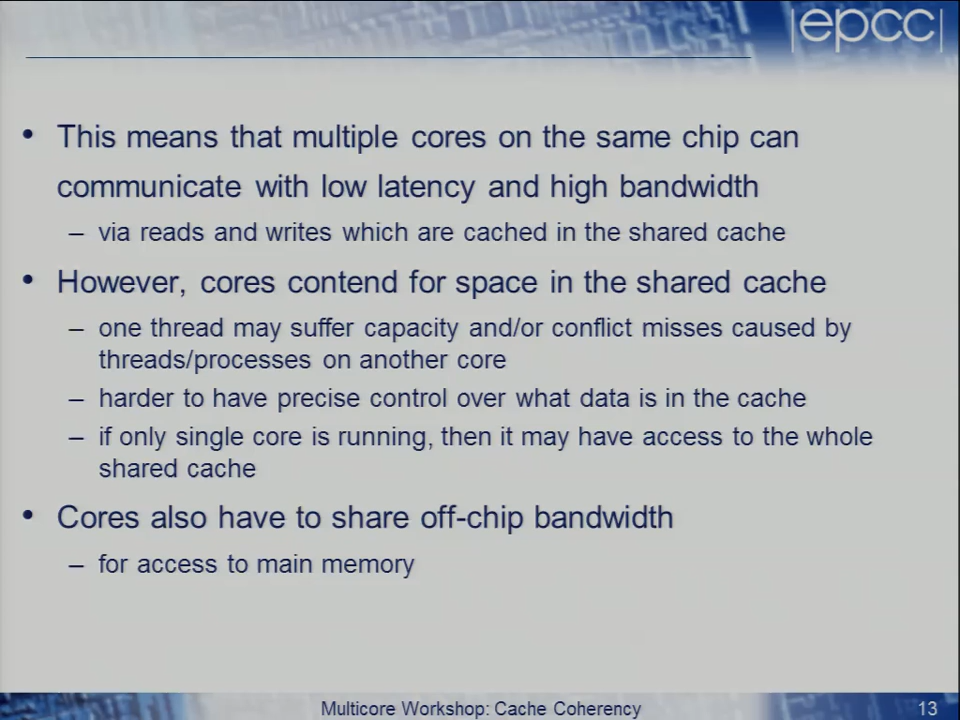 |epcc|
• This means that multiple cores on the same chip can
communicate with low latency and high bandwidth
– via reads and writes which are cached in the shared cache
• However, cores contend for space in the shared cache
– one thread may suffer capacity and/or conflict misses caused by
threads/processes on another core
– harder to have precise control over what data is in the cache
– if only single core is running, then it may have access to the whole
shared cache
• Cores also have to share off-chip bandwidth
– for access to main memory
Multicore Workshop: Cache Coherency
13